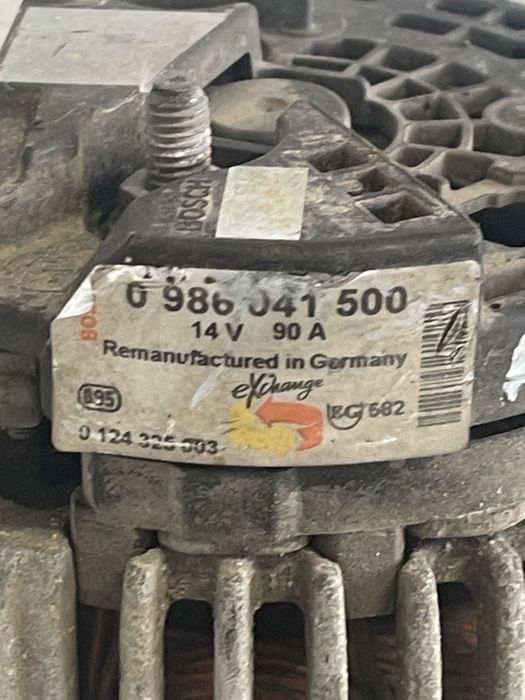 BOSCH
0 986 041 500
14 V 90 A
Remanufactured in Germany
eXchange
895
682